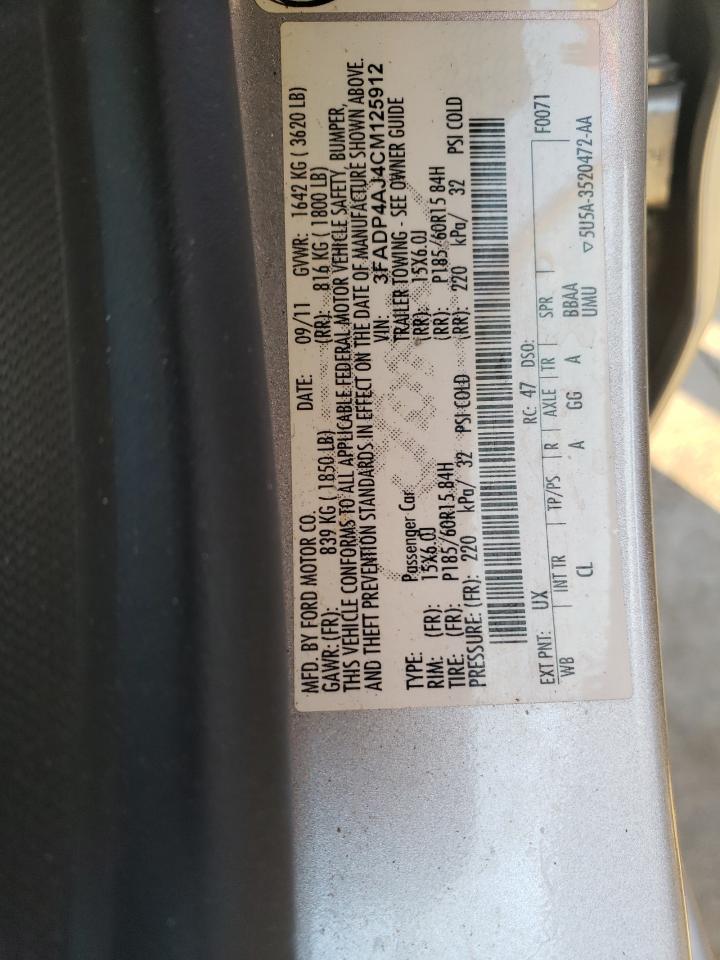 MFD. BY FORD MOTOR CO. DATE: 09/11 GVWR: 1642 KG ( 3620 LB)
GAWR: (FR): 839 KG ( 1850 LB) (RR): 816 KG ( 1800 LB)
THIS VEHICLE CONFORMS TO ALL APPLICABLE FEDERAL MOTOR VEHICLE SAFETY, BUMPER,
AND THEFT PREVENTION STANDARDS IN EFFECT ON THE DATE OF MANUFACTURE SHOWN ABOVE.
VIN: 3FADP4AJ4CM125912
TYPE: Passenger Car TRAILER TOWING - SEE OWNER GUIDE
RIM: (FR): 15X6.0J (RR): 15X6.0J
TIRE: (FR): P185/60R15 84H (RR): P185/60R15 84H
PRESSURE: (FR): 220 kPa/ 32 PSI COLD (RR): 220 kPa/ 32 PSI COLD
RC: 47 DSO: F0071
EXT PNT: UX
WB INT TR TP/PS R AXLE TR SPR
CL A GG A BBAA
UMU ▽5U5A-3520472-AA